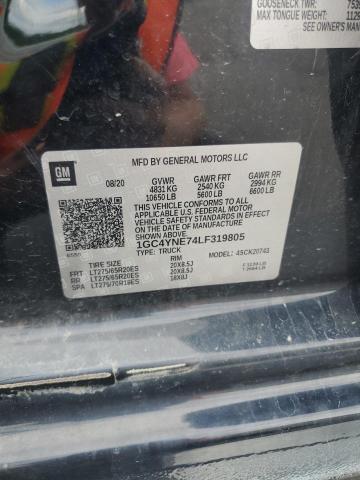 GOOSENECK TWR:
MAX TONGUE WEIGHT:
SEE OWNER'S
GM
MFD BY GENERAL MOTORS LLC
08/20 GVWR GAWR FRT GAWR RR
4831 KG 2540 KG 2994 KG
10650 LB 5600 LB 6600 LB
THIS VEHICLE CONFORMS TO ALL
APPLICABLE U.S. FEDERAL MOTOR
VEHICLE SAFETY STANDARDS IN EFFECT
ON THE DATE OF MANUFACTURE SHOWN ABOVE.
1GC4YNE74LF319805
TYPE: TRUCK MODEL: 4SCK20743
TIRE SIZE RIM
FRT LT275/65R20ES 20X8.5J
RR LT275/65R20ES 20X8.5J
SPA LT275/70R18ES 18X8J